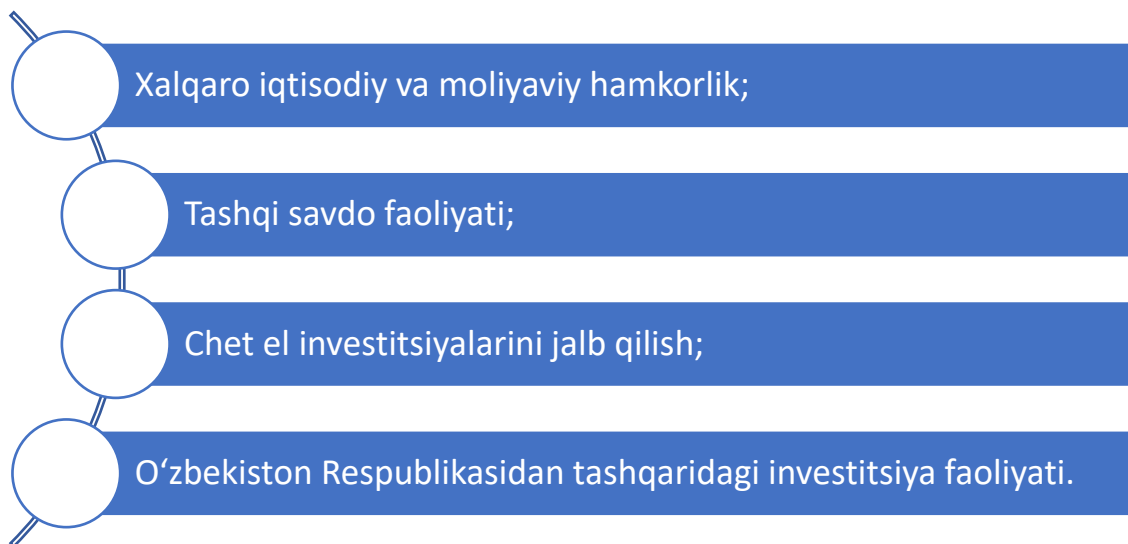 Xalqaro iqtisodiy va moliyaviy hamkorlik;
Tashqi savdo faoliyati;
Chet el investitsiyalarini jalb qilish;
O‘zbekiston Respublikasidan tashqaridagi investitsiya faoliyati.